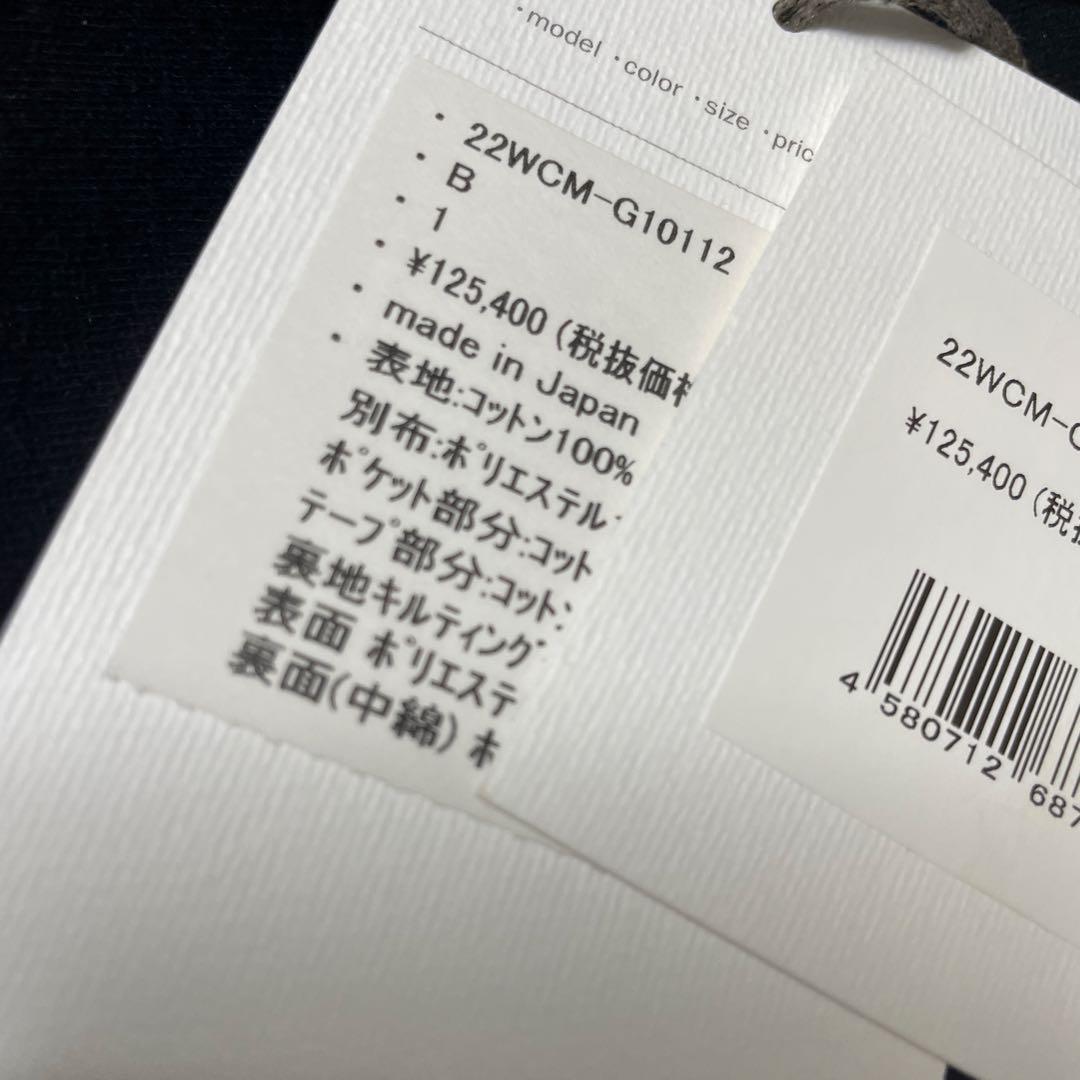 ・model ・color ・size ・pric
・22WCM-G10112
・B
・1
・¥125,400 (税抜価格
・made in Japan
・表地:コットン100%
別布:ポリエステル
ポケット部分:コット
テープ部分:コット
裏地キルティング
表面 ポリエステ
裏面(中綿) ポ
22WCM-G
¥125,400 (税抜
4 580712 687